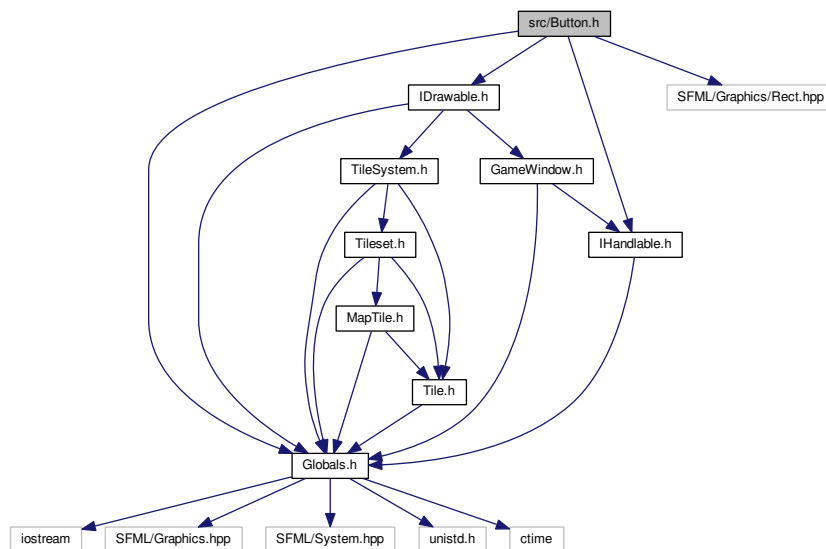 src/Button.h
IDrawable.h
SFML/Graphics/Rect.hpp
TileSystem.h
GameWindow.h
Tileset.h
IHandlable.h
MapTile.h
Tile.h
Globals.h
iostream
SFML/Graphics.hpp
SFML/System.hpp
unistd.h
ctime